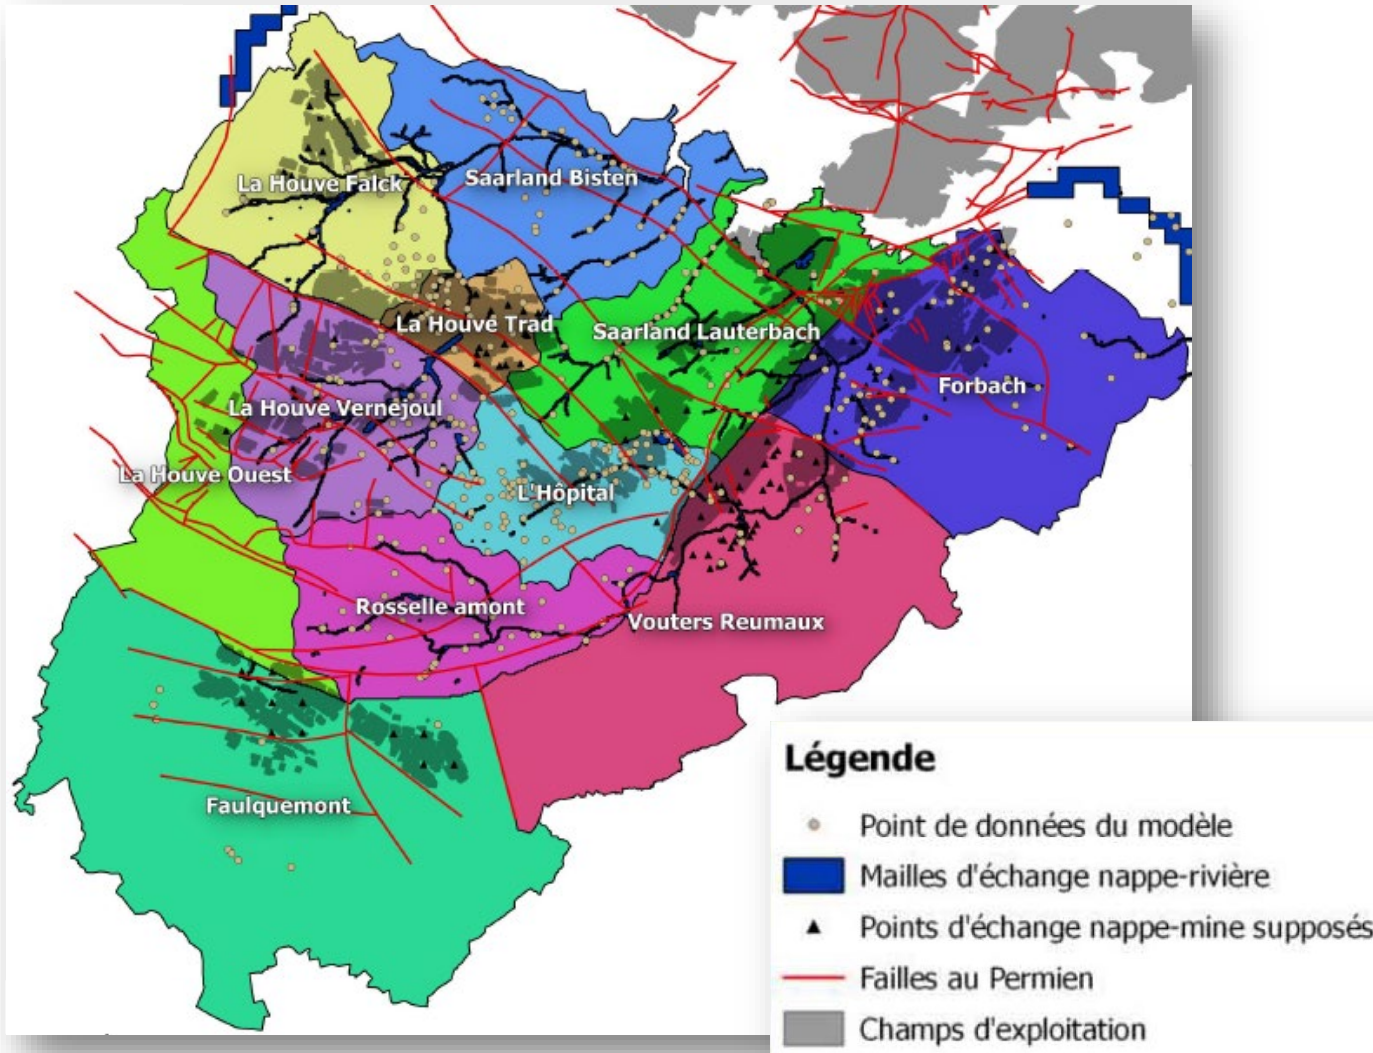 La Houve Falck
Saarland Bisten
La Houve Trad
Saarland Lauterbach
Forbach
La Houve Vernejoul
La Houve Ouest
L'Hôpital
Rosselle amont
Vouters Reumaux
Faulquemont
Légende
Point de données du modèle
Mailles d'échange nappe-rivière
Points d'échange nappe-mine supposés
Failles au Permien
Champs d'exploitation